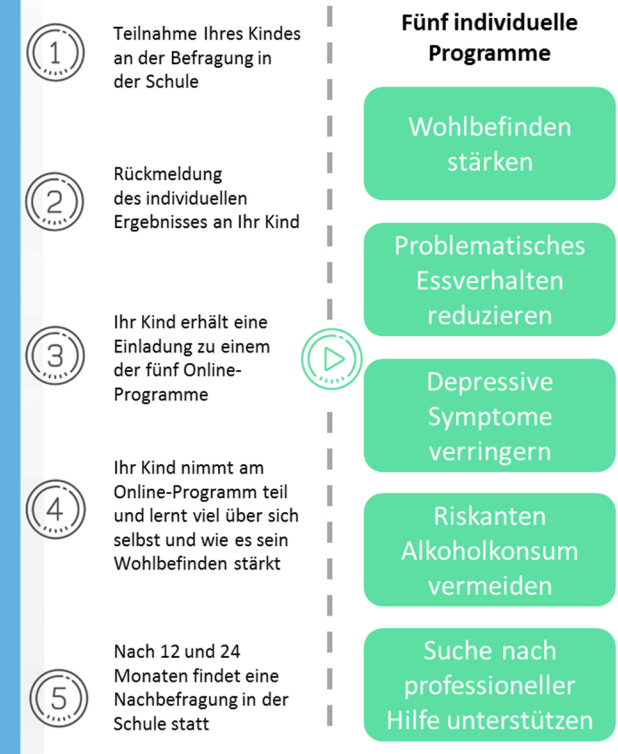 1
Teilnahme Ihres Kindes
an der Befragung in
der Schule
2
Rückmeldung
des individuellen
Ergebnisses an Ihr Kind
3
Ihr Kind erhält eine
Einladung zu einem
der fünf Online-
Programme
4
Ihr Kind nimmt am
Online-Programm teil
und lernt viel über sich
selbst und wie es sein
Wohlbefinden stärkt
5
Nach 12 und 24
Monaten findet eine
Nachbefragung in der
Schule statt
Fünf individuelle
Programme
Wohlbefinden
stärken
Problematisches
Essverhalten
reduzieren
Depressive
Symptome
verringern
Riskanten
Alkoholkonsum
vermeiden
Suche nach
professioneller
Hilfe unterstützen